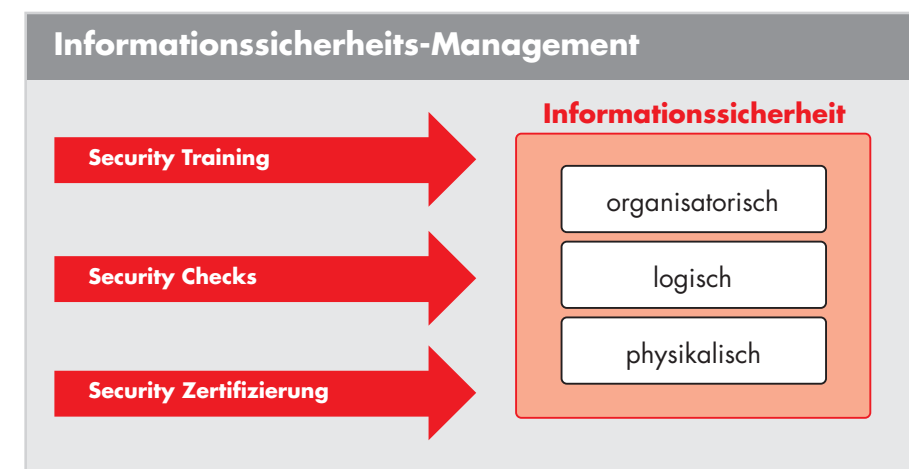 Informationssicherheits-Management
Informationssicherheit
Security Training
organisatorisch
Security Checks
logisch
physikalisch
Security Zertifizierung